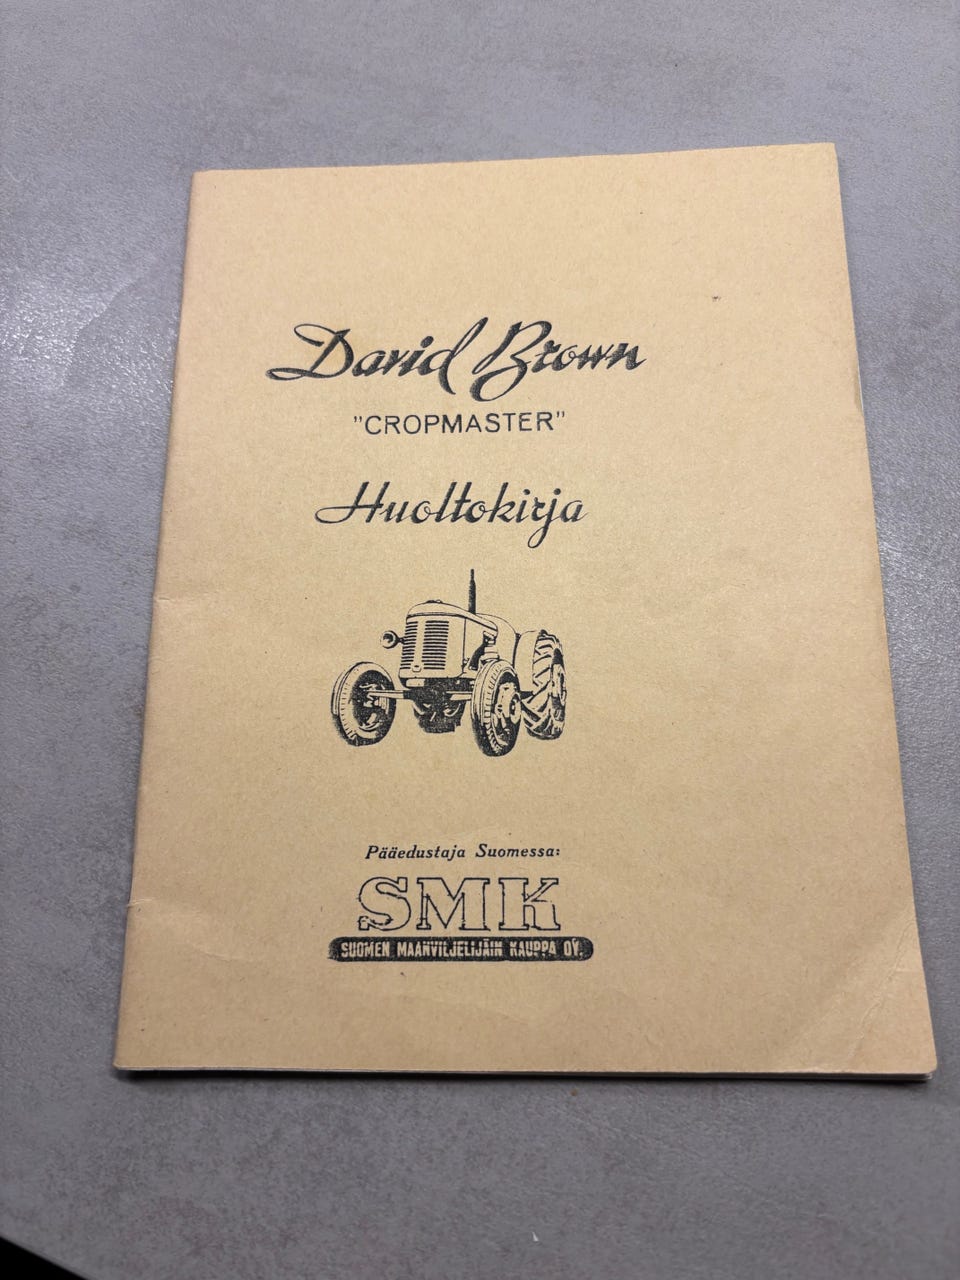 David Brown
"CROPMASTER"
Huoltokirja
Pääedustaja Suomessa:
SMK
SUOMEN MAANVILJELIJÄIN KAUPPA OY.